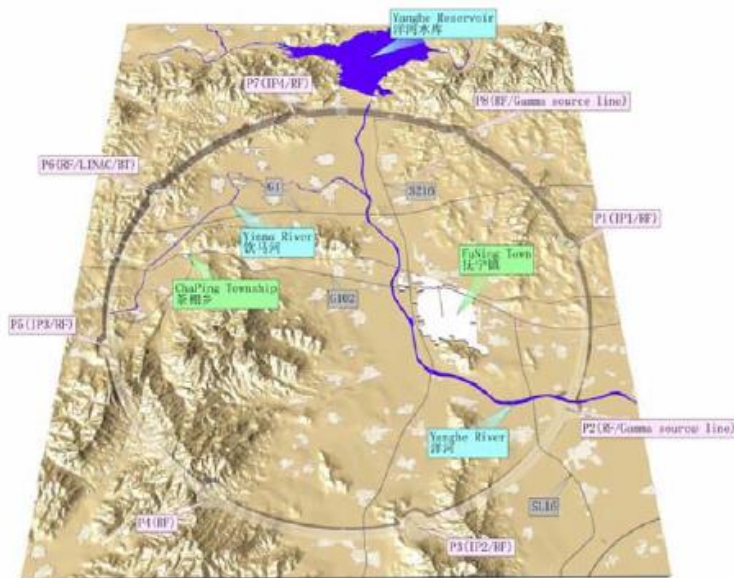 Yanghe Reservoir
洋河水库
P7(IP4/RF)
P8(RF/Gamma source line)
P6(RF/LINAC/BT)
G1
S210
P1(IP1/RF)
Yinma River
饮马河
FuNing Town
抚宁镇
ChaPing Township
茶棚乡
G102
P5(IP3/RF)
Yanghe River
洋河
P2(RF/Gamma source line)
SL16
P4(RF)
P3(IP2/RF)